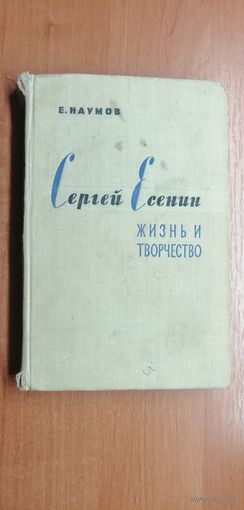 Е. НАУМОВ
Сергей Есенин
ЖИЗНЬ И
ТВОРЧЕСТВО